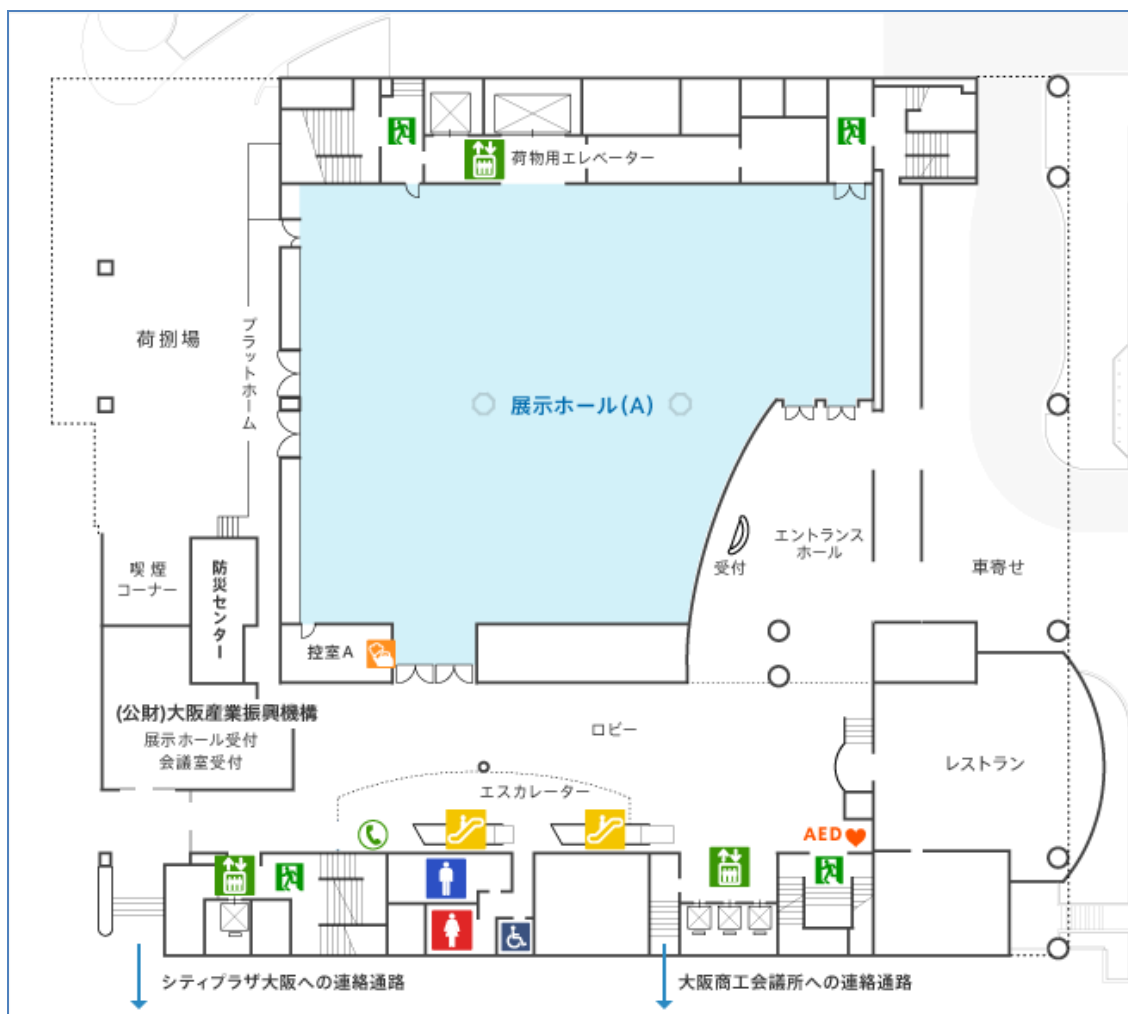 荷物用エレベーター
荷捌場
プラットホーム
展示ホール(A)
エントランス
ホール
受付
車寄せ
喫煙
コーナー
防災センター
控室A
(公財)大阪産業振興機構
展示ホール受付
会議室受付
ロビー
レストラン
エスカレーター
AED
シティプラザ大阪への連絡通路
大阪商工会議所への連絡通路